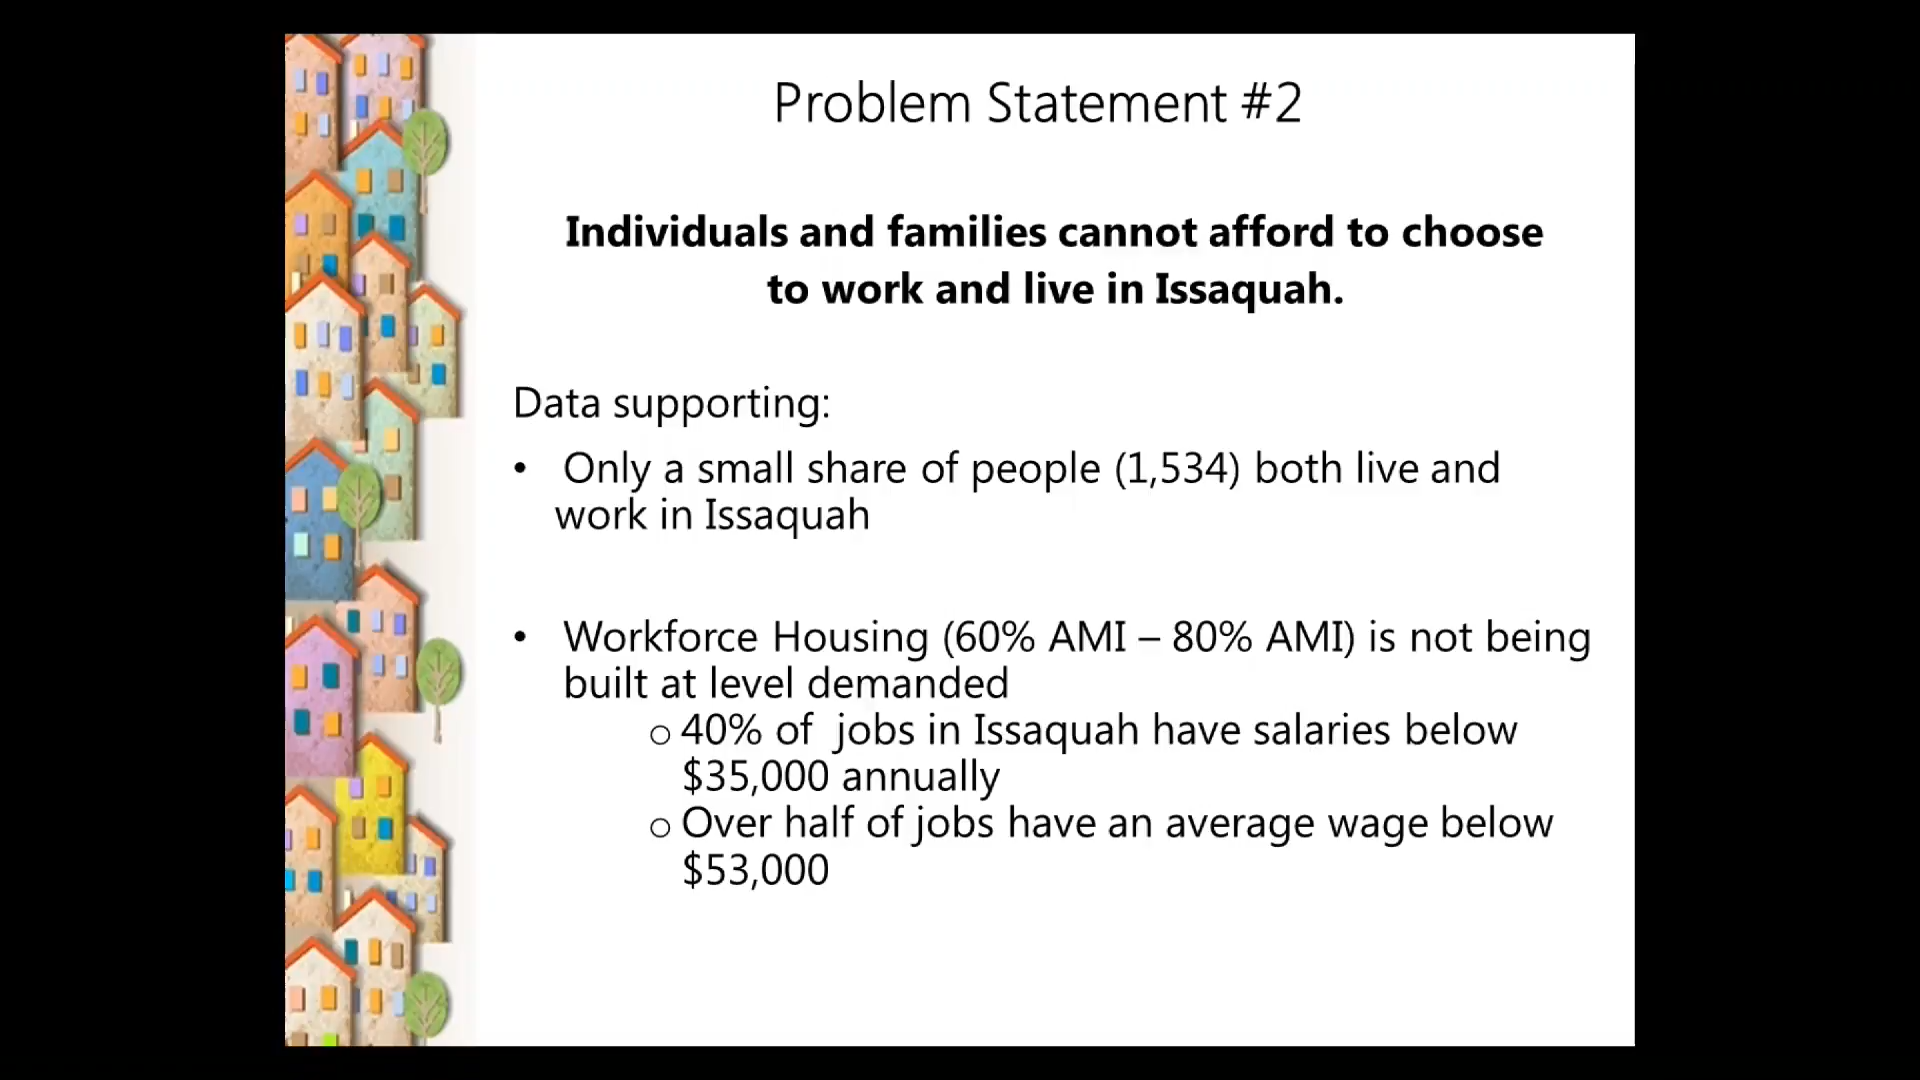 Problem Statement #2
Individuals and families cannot afford to choose
to work and live in Issaquah.
Data supporting:
• Only a small share of people (1,534) both live and
work in Issaquah
• Workforce Housing (60% AMI – 80% AMI) is not being
built at level demanded
o 40% of jobs in Issaquah have salaries below
$35,000 annually
o Over half of jobs have an average wage below
$53,000